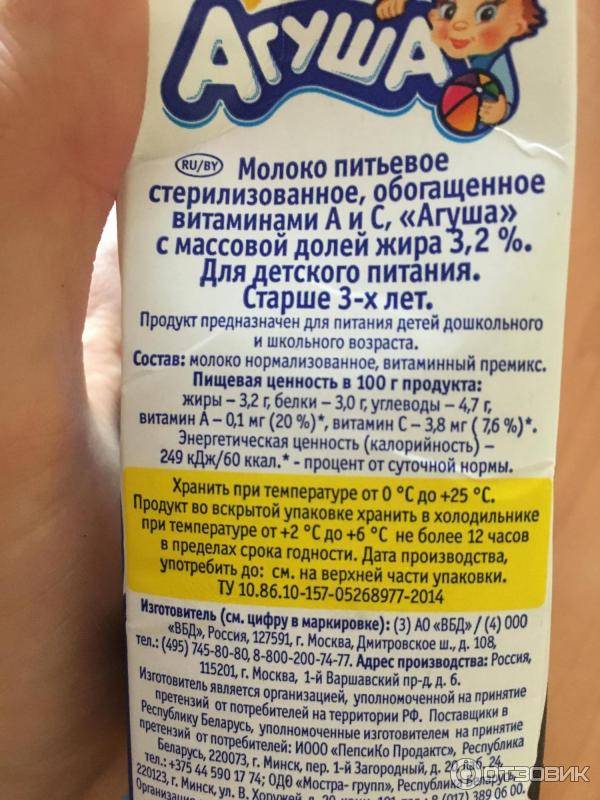 Агуша
RU/BY Молоко питьевое
стерилизованное, обогащенное
витаминами А и С, «Агуша»
с массовой долей жира 3,2 %.
Для детского питания.
Старше 3-х лет.
Продукт предназначен для питания детей дошкольного
и школьного возраста.
Состав: молоко нормализованное, витаминный премикс.
Пищевая ценность в 100 г продукта:
жиры – 3,2 г, белки – 3,0 г, углеводы – 4,7 г,
витамин А – 0,1 мг (20 %)*, витамин С – 3,8 мг ( 7,6 %)*.
Энергетическая ценность (калорийность) –
249 кДж/60 ккал.* - процент от суточной нормы.
Хранить при температуре от 0 °С до +25 °С.
Продукт во вскрытой упаковке хранить в холодильнике
при температуре от +2 °С до +6 °С не более 12 часов
в пределах срока годности. Дата производства,
употребить до: см. на верхней части упаковки.
ТУ 10.86.10-157-05268977-2014
Изготовитель (см. цифру в маркировке): (3) АО «ВБД» / (4) ООО
«ВБД», Россия, 127591, г. Москва, Дмитровское ш., д. 108,
тел.: (495) 745-80-80, 8-800-200-74-77. Адрес производства: Россия,
115201, г. Москва, 1-й Варшавский пр-д, д. 6.
Изготовитель является организацией, уполномоченной на принятие
претензий от потребителей на территории РФ. Поставщики в
Республику Беларусь, уполномоченные изготовителем на принятие
претензий от потребителей: ИООО «ПепсиКо Продактс», Республика
Беларусь, 220073, г. Минск, пер. 1-й Загородный, д. 20, 24,
тел.: +375 44 590 17 74; ОДО «Мостра- групп», Республика Беларусь,
220123, г. Минск, ул. В. Хоружей, 8 (017) 389 06 00.
ОТЗОВИК